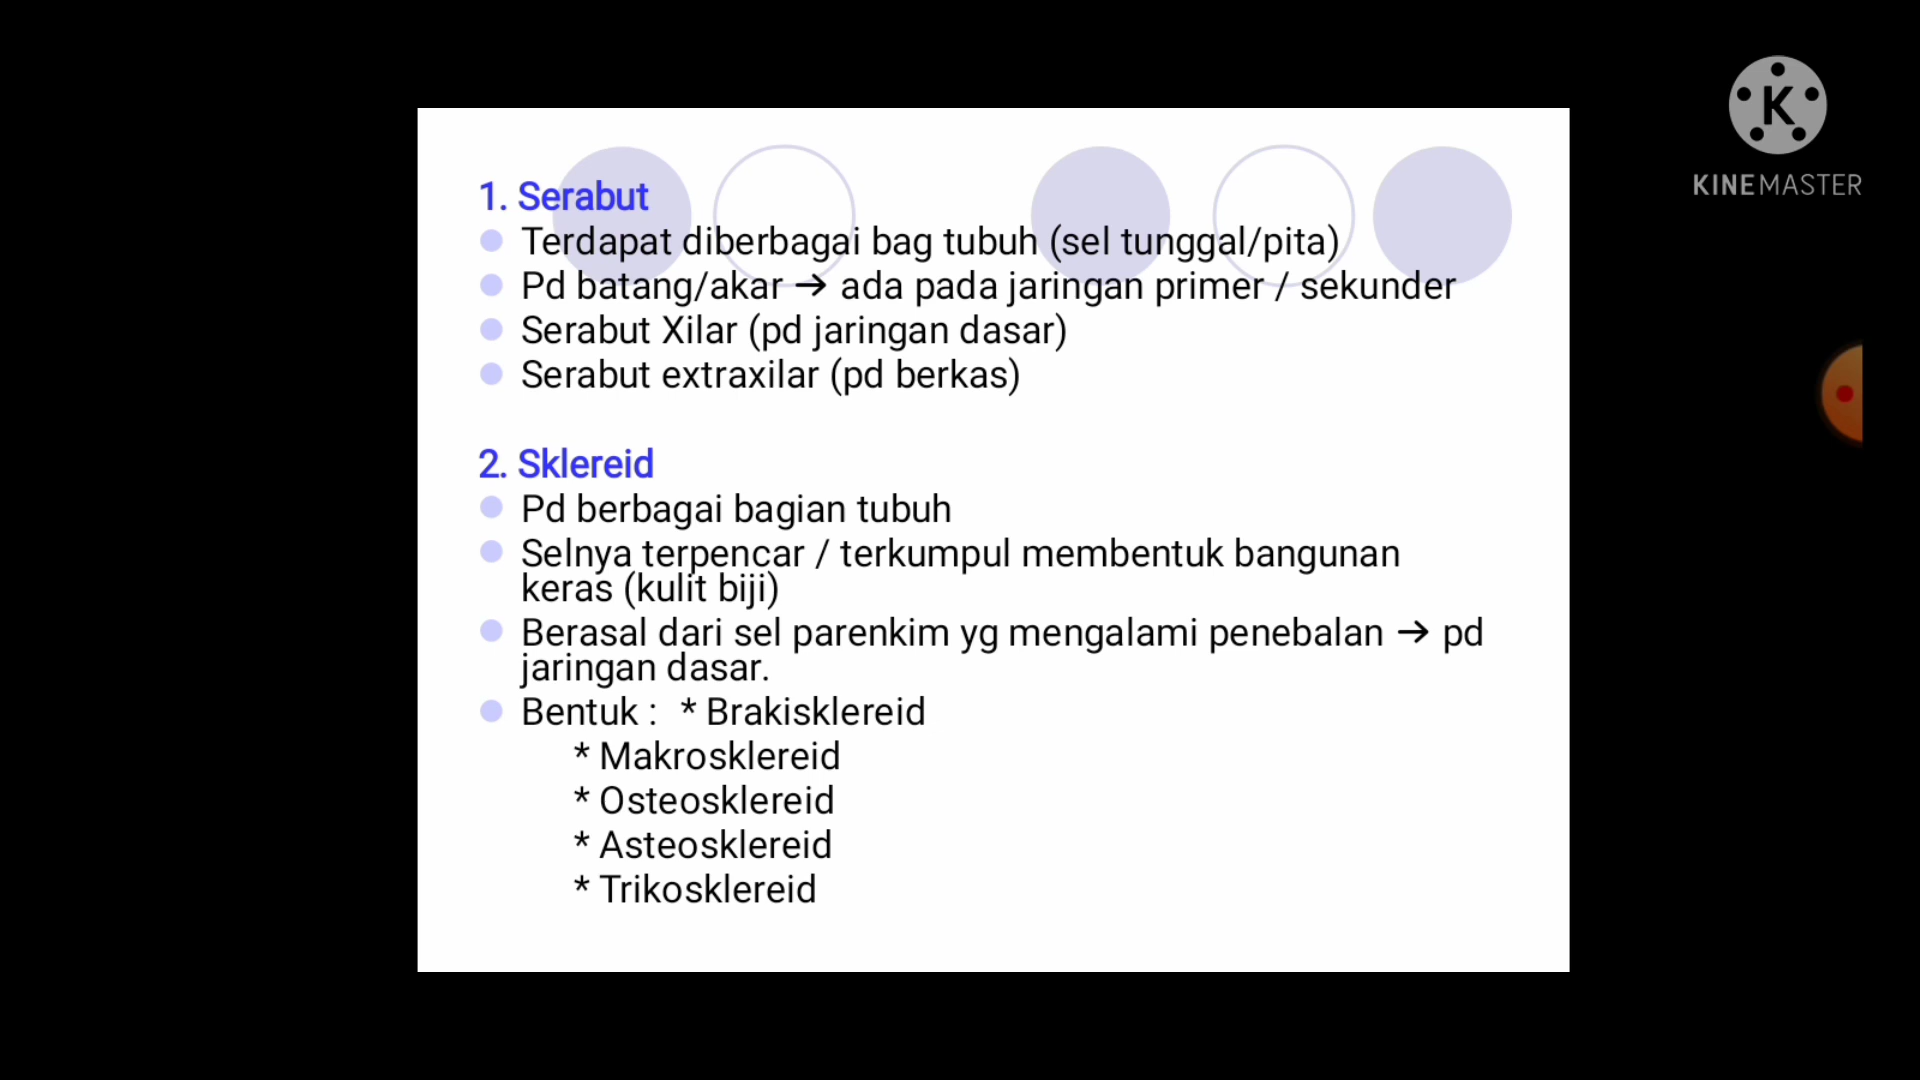 1. Serabut
Terdapat diberbagai bag tubuh (sel tunggal/pita)
Pd batang/akar → ada pada jaringan primer / sekunder
Serabut Xilar (pd jaringan dasar)
Serabut extraxilar (pd berkas)
2. Sklereid
Pd berbagai bagian tubuh
Selnya terpencar / terkumpul membentuk bangunan
keras (kulit biji)
Berasal dari sel parenkim yg mengalami penebalan → pd
jaringan dasar.
Bentuk : * Brakisklereid
* Makrosklereid
* Osteosklereid
* Asteosklereid
* Trikosklereid
K
KINEMASTER